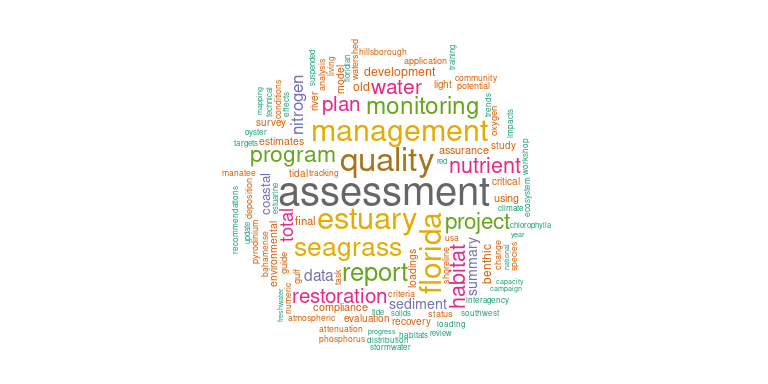 hillsborough
watershed
training
suspended
living
floridian
application
analysis
model
development
community
potential
light
old
water
mapping
technical
conditions
effects
nitrogen
river
plan
monitoring
trends
oxygen
impacts
survey
oyster
management
targets
estimates
program
quality
red
assurance
study
workshop
manatee
tidal
tracking
nutrient
critical
ecosystem
assessment
recommendations
deposition
coastal
estuarine
using
climate
update
pyrodinium
total
final
estuary
florida
project
chlorophylla
year
bahamense
environmental
guide
seagrass
usa
summary
benthic
change
national
species
gulf
data
task
report
loadings
shoreline
habitat
capacity
campaign
freshwater
numeric
restoration
criteria
sediment
interagency
compliance
tide
solids
status
southwest
atmospheric
evaluation
recovery
loading
attenuation
progress
habitats
review
phosphorus
distribution
stormwater